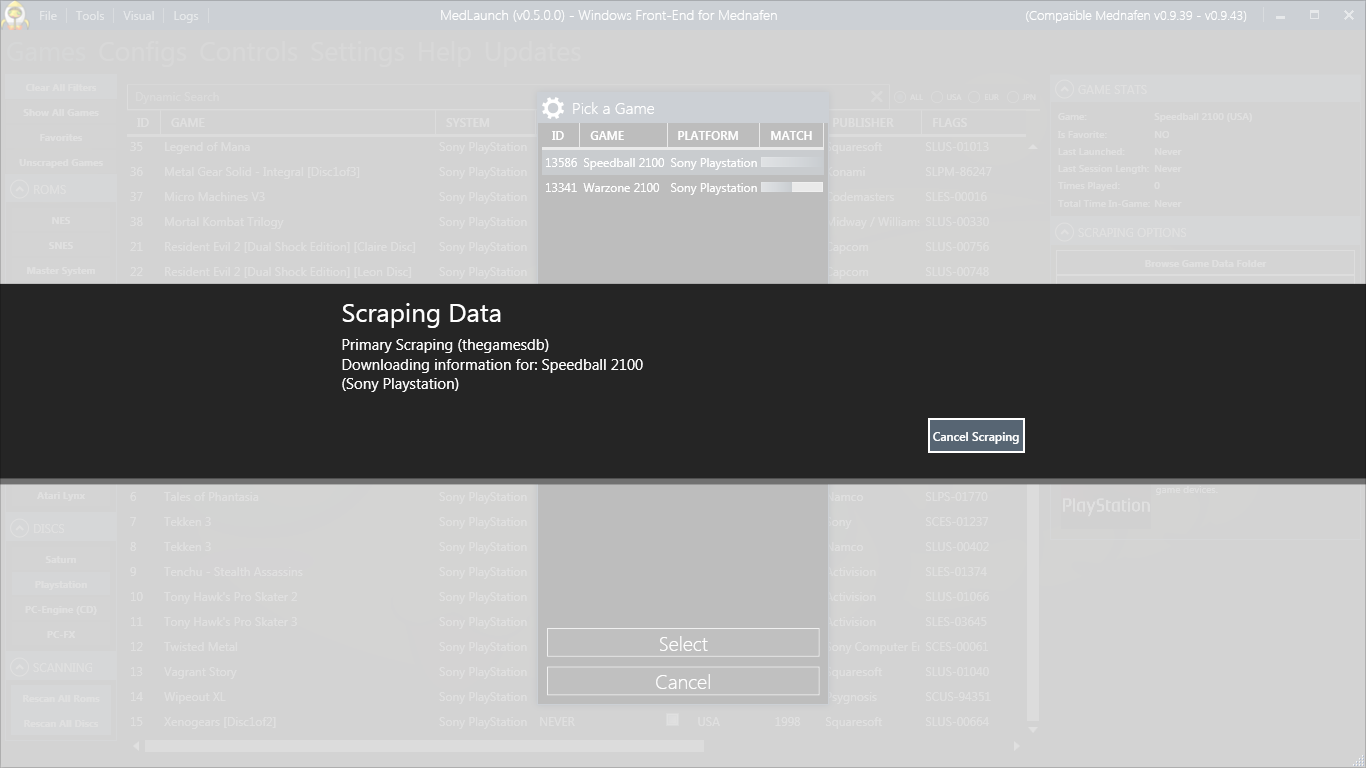 File Tools Visual Logs MedLaunch (v0.5.0.0) - Windows Front-End for Mednafen (Compatible Mednafen v0.9.39 - v0.9.43)
Games Configs Controls Settings Help Updates
Clear All Filters
Show All Games
Favorites
Unscraped Games
ROMS
NES
SNES
Master System
Atari Lynx
DISCS
Saturn
Playstation
PC-Engine (CD)
PC-FX
SCANNING
Rescan All Roms
Rescan All Discs
Dynamic Search ALL USA EUR JPN
ID GAME SYSTEM PUBLISHER FLAGS
35 Legend of Mana Sony PlayStation Squaresoft SLUS-01013
36 Metal Gear Solid - Integral [Disc1of3] Sony PlayStation Konami SLPM-86247
37 Micro Machines V3 Sony PlayStation Codemasters SLES-00016
38 Mortal Kombat Trilogy Sony PlayStation Midway / William SLUS-00330
21 Resident Evil 2 [Dual Shock Edition] [Claire Disc] Sony PlayStation Capcom SLUS-00756
22 Resident Evil 2 [Dual Shock Edition] [Leon Disc] Sony PlayStation Capcom SLUS-00748
Pick a Game
ID GAME PLATFORM MATCH
13586 Speedball 2100 Sony Playstation
13341 Warzone 2100 Sony Playstation
GAME STATS
Game: Speedball 2100 (USA)
Is Favorite: NO
Last Launched: Never
Last Session Length: Never
Times Played: 0
Total Time In-Game: Never
SCRAPING OPTIONS
Browse Game Data Folder
Scraping Data
Primary Scraping (thegamesdb)
Downloading information for: Speedball 2100
(Sony Playstation)
Cancel Scraping
6 Tales of Phantasia Sony PlayStation Namco SLPS-01770
7 Tekken 3 Sony PlayStation Sony SCES-01237
8 Tekken 3 Sony PlayStation Namco SLUS-00402
9 Tenchu - Stealth Assassins Sony PlayStation Activision SLES-01374
10 Tony Hawk's Pro Skater 2 Sony PlayStation Activision SLUS-01066
11 Tony Hawk's Pro Skater 3 Sony PlayStation Activision SLES-03645
12 Twisted Metal Sony PlayStation Sony Computer E SCES-00061
13 Vagrant Story Sony PlayStation Squaresoft SLUS-01040
14 Wipeout XL Sony PlayStation Psygnosis SCUS-94351
15 Xenogears [Disc1of2] Sony PlayStation NEVER USA 1998 Squaresoft SLUS-00664
Select
Cancel
game devices.
PlayStation